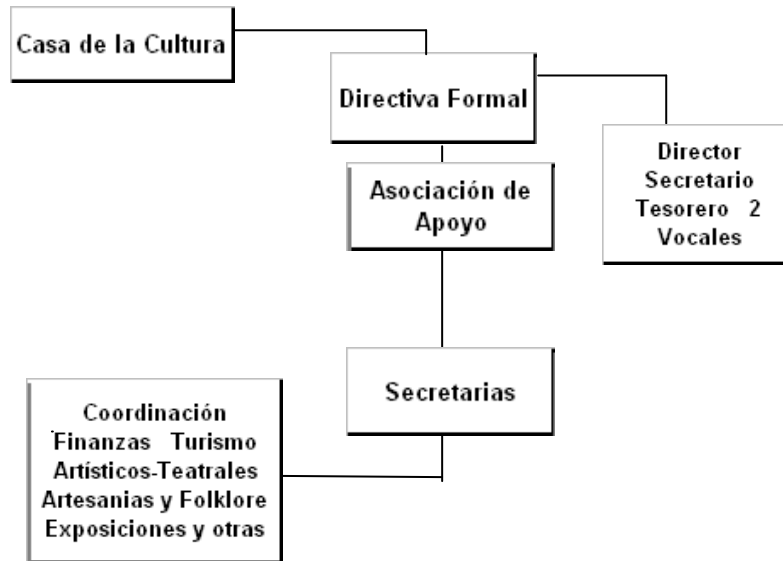 Casa de la Cultura
Directiva Formal
Director
Secretario
Tesorero 2
Vocales
Asociación de
Apoyo
Secretarias
Coordinación
Finanzas Turismo
Artísticos-Teatrales
Artesanias y Folklore
Exposiciones y otras